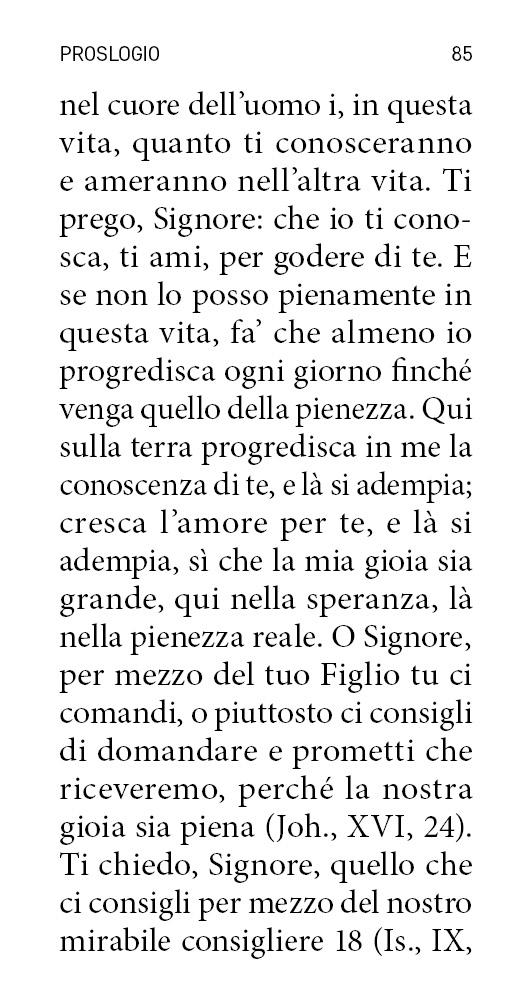 PROSLOGIO 85
nel cuore dell’uomo i, in questa
vita, quanto ti conosceranno
e ameranno nell’altra vita. Ti
prego, Signore: che io ti cono-
sca, ti ami, per godere di te. E
se non lo posso pienamente in
questa vita, fa’ che almeno io
progredisca ogni giorno finché
venga quello della pienezza. Qui
sulla terra progredisca in me la
conoscenza di te, e là si adempia;
cresca l’amore per te, e là si
adempia, sì che la mia gioia sia
grande, qui nella speranza, là
nella pienezza reale. O Signore,
per mezzo del tuo Figlio tu ci
comandi, o piuttosto ci consigli
di domandare e prometti che
riceveremo, perché la nostra
gioia sia piena (Joh., XVI, 24).
Ti chiedo, Signore, quello che
ci consigli per mezzo del nostro
mirabile consigliere 18 (Is., IX,